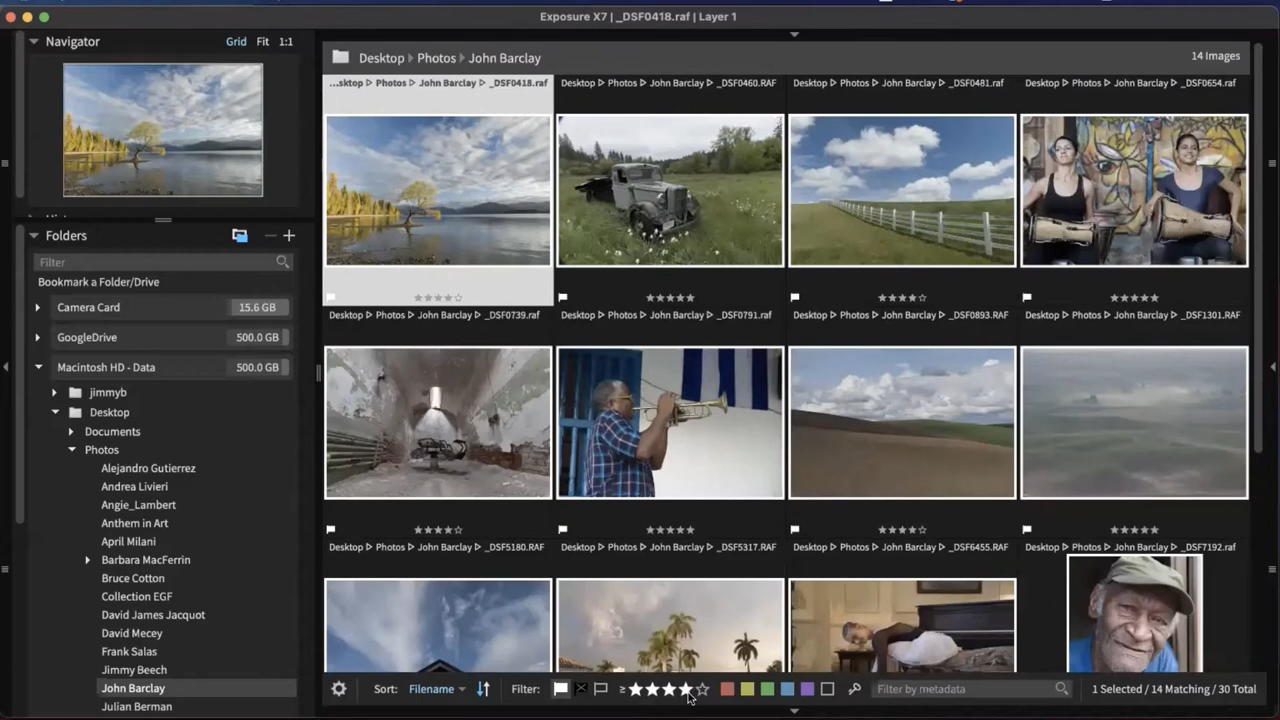 Exposure X7 | _DSF0418.raf | Layer 1
Navigator
Grid Fit 1:1
Desktop Photos John Barclay
14 Images
...sktop Photos John Barclay _DSF0418.raf
Desktop Photos John Barclay _DSF0460.RAF
Desktop Photos John Barclay _DSF0481.raf
Desktop Photos John Barclay _DSF0654.raf
Folders
Filter
Bookmark a Folder/Drive
Camera Card 15.6 GB
GoogleDrive 500.0 GB
Macintosh HD - Data 500.0 GB
jimmyb
Desktop
Documents
Photos
Alejandro Gutierrez
Andrea Livieri
Angie_Lambert
Anthem in Art
April Milani
Barbara MacFerrin
Bruce Cotton
Collection EGF
David James Jacquot
David Mecey
Frank Salas
Jimmy Beech
John Barclay
Julian Berman
Desktop Photos John Barclay _DSF0739.raf
Desktop Photos John Barclay _DSF0791.raf
Desktop Photos John Barclay _DSF0893.RAF
Desktop Photos John Barclay _DSF1301.RAF
Desktop Photos John Barclay _DSF5180.RAF
Desktop Photos John Barclay _DSF5317.RAF
Desktop Photos John Barclay _DSF6455.RAF
Desktop Photos John Barclay _DSF7192.raf
Sort: Filename Filter: ≥ Filter by metadata 1 Selected / 14 Matching / 30 Total